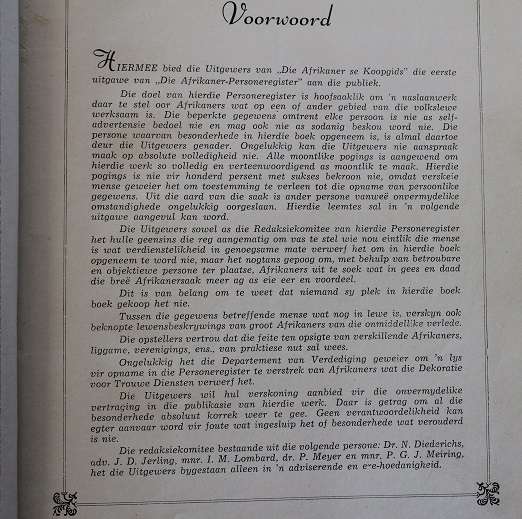 Voorwoord
HIERMEE bied die Uitgewers van „Die Afrikaner se Koopgids" die eerste
uitgawe van „Die Afrikaner-Personeregister" aan die publiek.
Die doel van hierdie Personeregister is hoofsaaklik om 'n naslaanwerk
daar te stel oor Afrikaners wat op een of ander gebied van die volkslewe
werksaam is. Die beperkte gegewens omtrent elke persoon is nie as self-
advertensie bedoel nie en mag ook nie as sodanig beskou word nie. Die
persone waarvan besonderhede in hierdie boek opgeneem is, is almal daartoe
deur die Uitgewers genader. Ongelukkig kan die Uitgewers nie aanspraak
maak op absolute volledigheid nie. Alle moontlike pogings is aangewend om
hierdie werk so volledig en verteenwoordigend as moontlik te maak. Hierdie
pogings is nie vir honderd persent met sukses bekroon nie, omdat verskeie
mense geweier het om toestemming te verleen tot die opname van persoonlike
gegewens. Uit die aard van die saak is ander persone vanweë onvermydelike
omstandighede ongelukkig oorgeslaan. Hierdie leemtes sal in 'n volgende
uitgawe aangevul kan word.
Die Uitgewers sowel as die Redaksiekomitee van hierdie Personeregister
het hulle geensins die reg aangematig om vas te stel wie nou eintlik die mense
is wat verdienstelikheid in genoegsame mate verwerf het om in hierdie boek
opgeneem te word nie, maar het nogtans gepoog om, met behulp van betroubare
en objektiewe persone ter plaatse, Afrikaners uit te soek wat in gees en daad
die breë Afrikanersaak meer ag as eie eer en voordeel.
Dit is van belang om te weet dat niemand sy plek in hierdie boek
boek gekoop het nie.
Tussen die gegewens betreffende mense wat nog in lewe is, verskyn ook
beknopte lewensbeskrywings van groot Afrikaners van die onmiddellike verlede.
Die opstellers vertrou dat die feite ten opsigte van verskillende Afrikaners,
liggame, verenigings, ens., van praktiese nut sal wees.
Ongelukkig het die Departement van Verdediging geweier om 'n lys
vir opname in die Personeregister te verstrek van Afrikaners wat die Dekoratie
voor Trouwe Diensten verwerf het.
Die Uitgewers wil hul verskoning aanbied vir die onvermydelike
vertraging in die publikasie van hierdie werk. Daar is getrag om al die
besonderhede absolunt korrek weer te gee. Geen verantwoordelikheid kan
egter aanvaar word vir foute wat ingesluip het of besonderhede wat verouderd
is nie.
Die redaksiekomitee bestaande uit die volgende persone: Dr. N. Diederichs,
adv. J. D. Jerling, mnr. I. M. Lombard, dr. P. Meyer en mnr. P. G. J. Meiring,
het die Uitgewers bygestaan alleen in 'n adviserende en e-e-hoedanigheid.